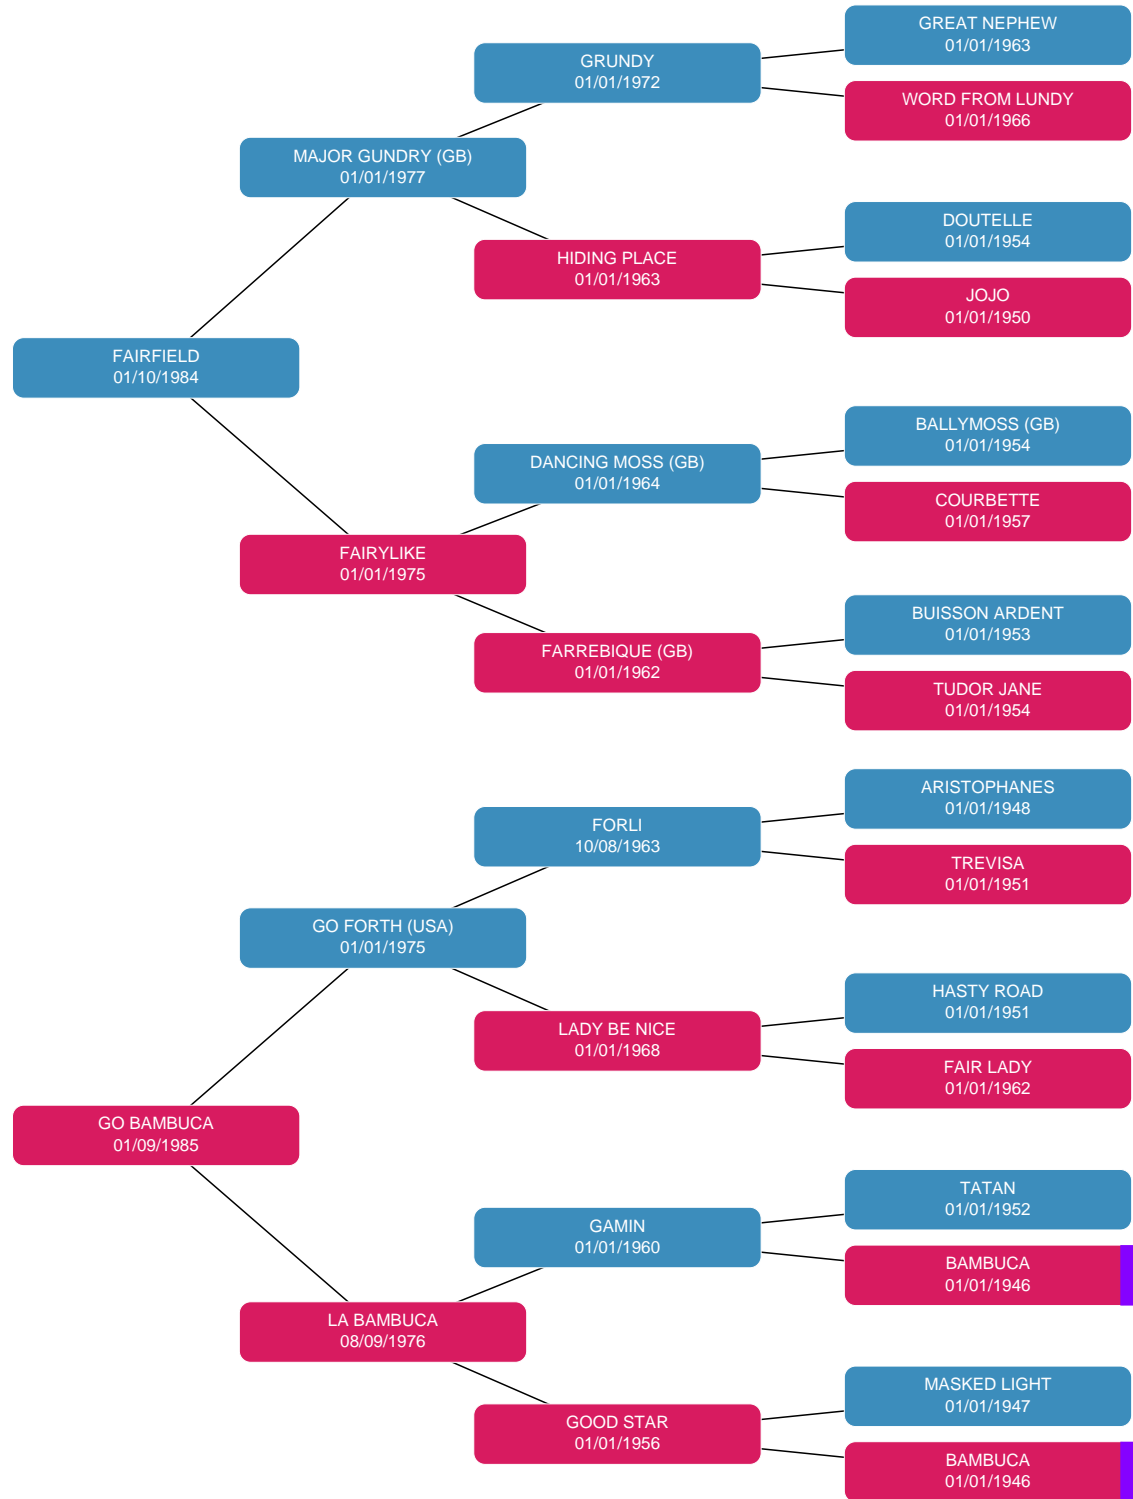 GREAT NEPHEW
01/01/1963
GRUNDY
01/01/1972
WORD FROM LUNDY
01/01/1966
MAJOR GUNDRY (GB)
01/01/1977
DOUTELLE
01/01/1954
HIDING PLACE
01/01/1963
JOJO
01/01/1950
FAIRFIELD
01/10/1984
BALLYMOSS (GB)
01/01/1954
DANCING MOSS (GB)
01/01/1964
COURBETTE
01/01/1957
FAIRYLIKE
01/01/1975
BUISSON ARDENT
01/01/1953
FARREBIQUE (GB)
01/01/1962
TUDOR JANE
01/01/1954
ARISTOPHANES
01/01/1948
FORLI
10/08/1963
TREVISA
01/01/1951
GO FORTH (USA)
01/01/1975
HASTY ROAD
01/01/1951
LADY BE NICE
01/01/1968
FAIR LADY
01/01/1962
GO BAMBUCA
01/09/1985
TATAN
01/01/1952
GAMIN
01/01/1960
BAMBUCA
01/01/1946
LA BAMBUCA
08/09/1976
MASKED LIGHT
01/01/1947
GOOD STAR
01/01/1956
BAMBUCA
01/01/1946